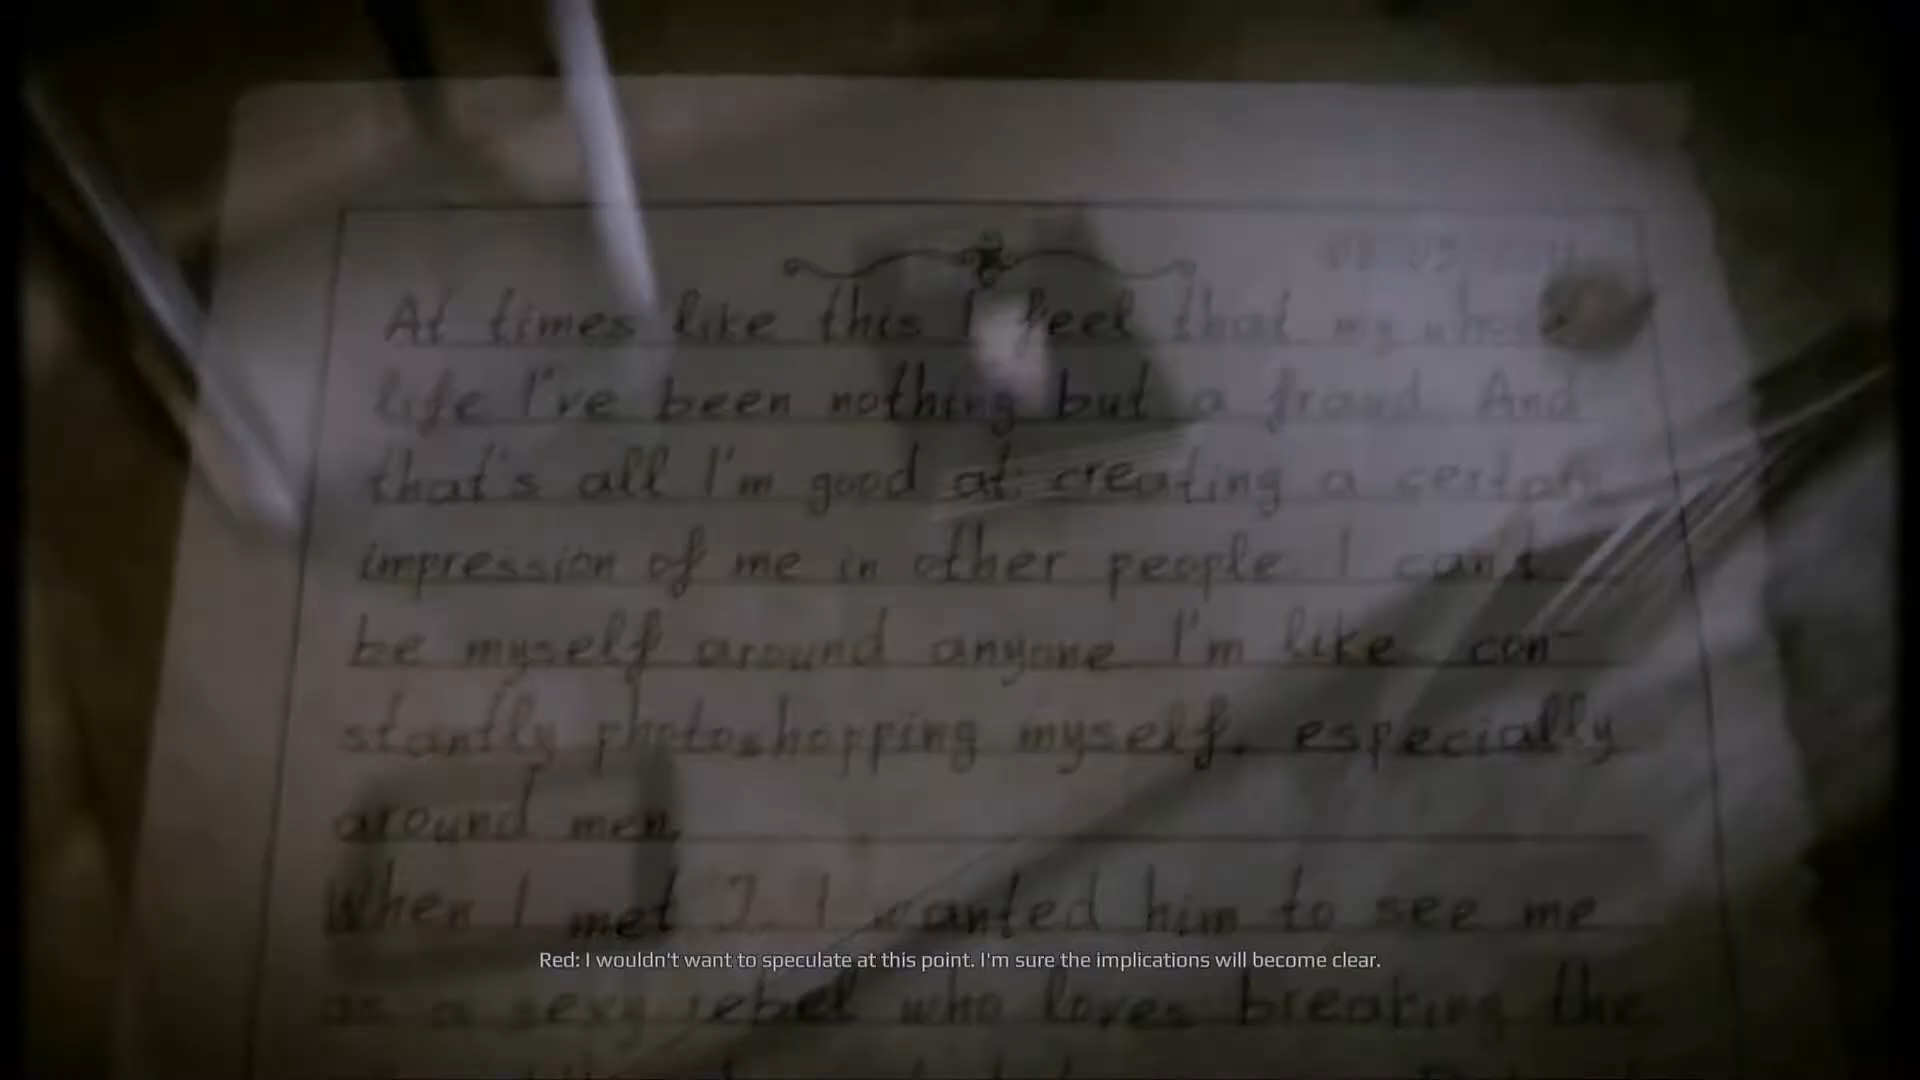 At times like this I feel that my whole
life I've been nothing but a fraud And
that's all I'm good at: creating a certain
impression of me in other people. I can't
be myself around anyone I'm like con-
stantly photoshopping myself, especially
around men.
When I met J. I wanted him to see me
Red: I wouldn't want to speculate at this point. I'm sure the implications will become clear.
as a sexy rebel who loves breaking the